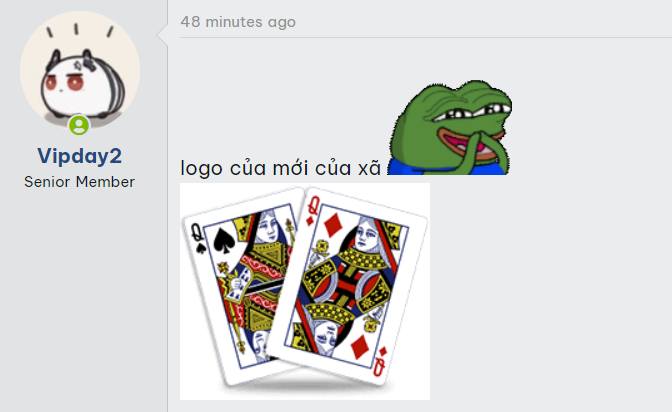 48 minutes ago
Vipday2
Senior Member
logo của mới của xã
Q
Q
Q